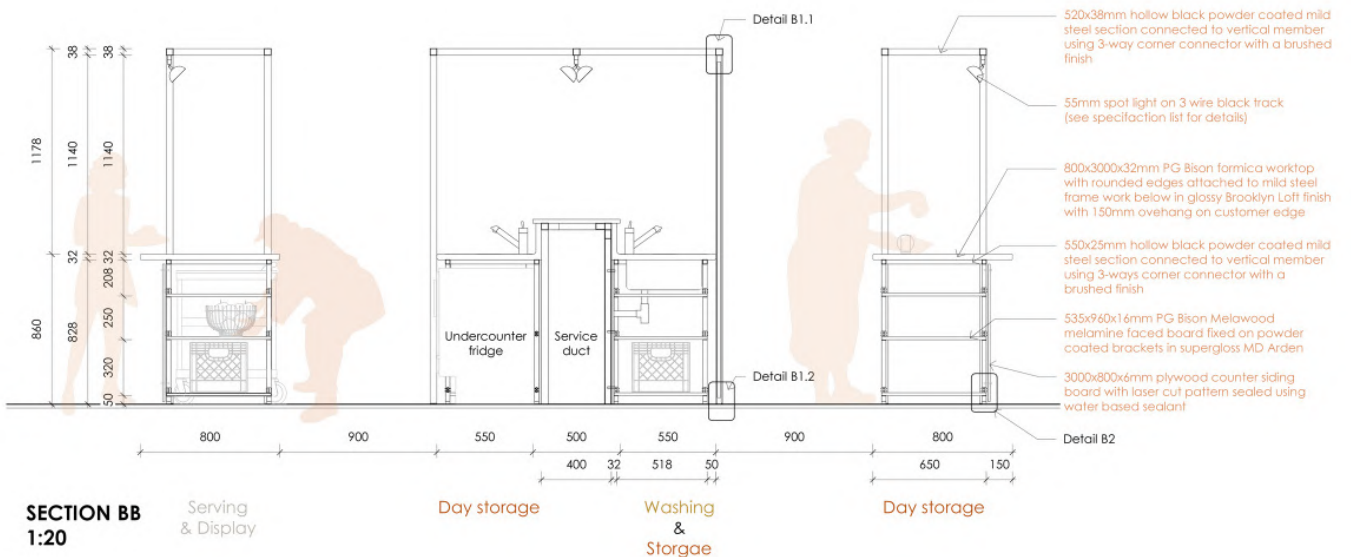 Detail B1.1
520x38mm hollow black powder coated mild
steel section connected to vertical member
using 3-way corner connector with a brushed
finish
55mm spot light on 3 wire black track
(see specifaction list for details)
800x3000x32mm PG Bison formica worktop
with rounded edges attached to mild steel
frame work below in glossy Brooklyn Loft finish
with 150mm ovehang on customer edge
550x25mm hollow black powder coated mild
steel section connected to vertical member
using 3-ways corner connector with a
brushed finish
535x960x16mm PG Bison Melawood
melamine faced board fixed on powder
coated brackets in supergloss MD Arden
3000x800x6mm plywood counter siding
board with laser cut pattern sealed using
water based sealant
Detail B2
Detail B1.2
38 38
1178 1140 1140
32 32
208
250
860 828
320
50
Undercounter
fridge
Service
duct
800 900 550 500 550 900 800
400 32 518 50 650 150
SECTION BB
1:20
Serving
& Display
Day storage
Washing
&
Storgae
Day storage